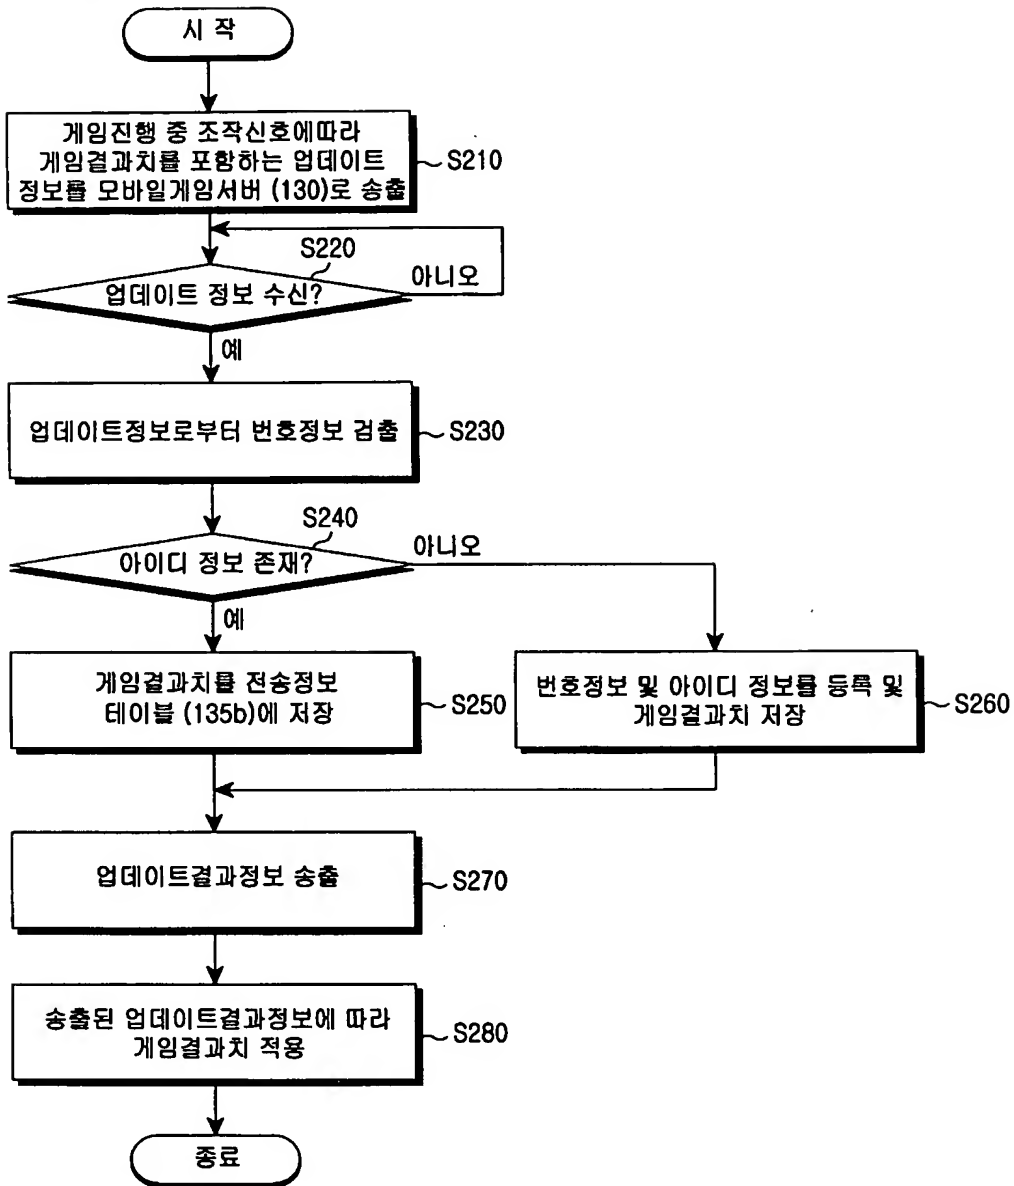 시 작
게임진행 중 조작신호에따라
게임결과치를 포함하는 업데이트
정보를 모바일게임서버 (130)로 송출
S210
S220
업데이트 정보 수신?
아니오
예
업데이트정보로부터 번호정보 검출
S230
S240
아이디 정보 존재?
아니오
예
게임결과치를 전송정보
테이블 (135b)에 저장
S250
번호정보 및 아이디 정보를 등록 및
게임결과치 저장
S260
업데이트결과정보 송출
S270
송출된 업데이트결과정보에 따라
게임결과치 적용
S280
종료